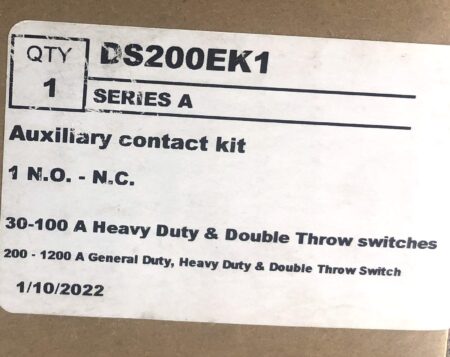 QTY
1
DS200EK1
SERIES A
Auxiliary contact kit
1 N.O. - N.C.
30-100 A Heavy Duty & Double Throw switches
200 - 1200 A General Duty, Heavy Duty & Double Throw Switch
1/10/2022